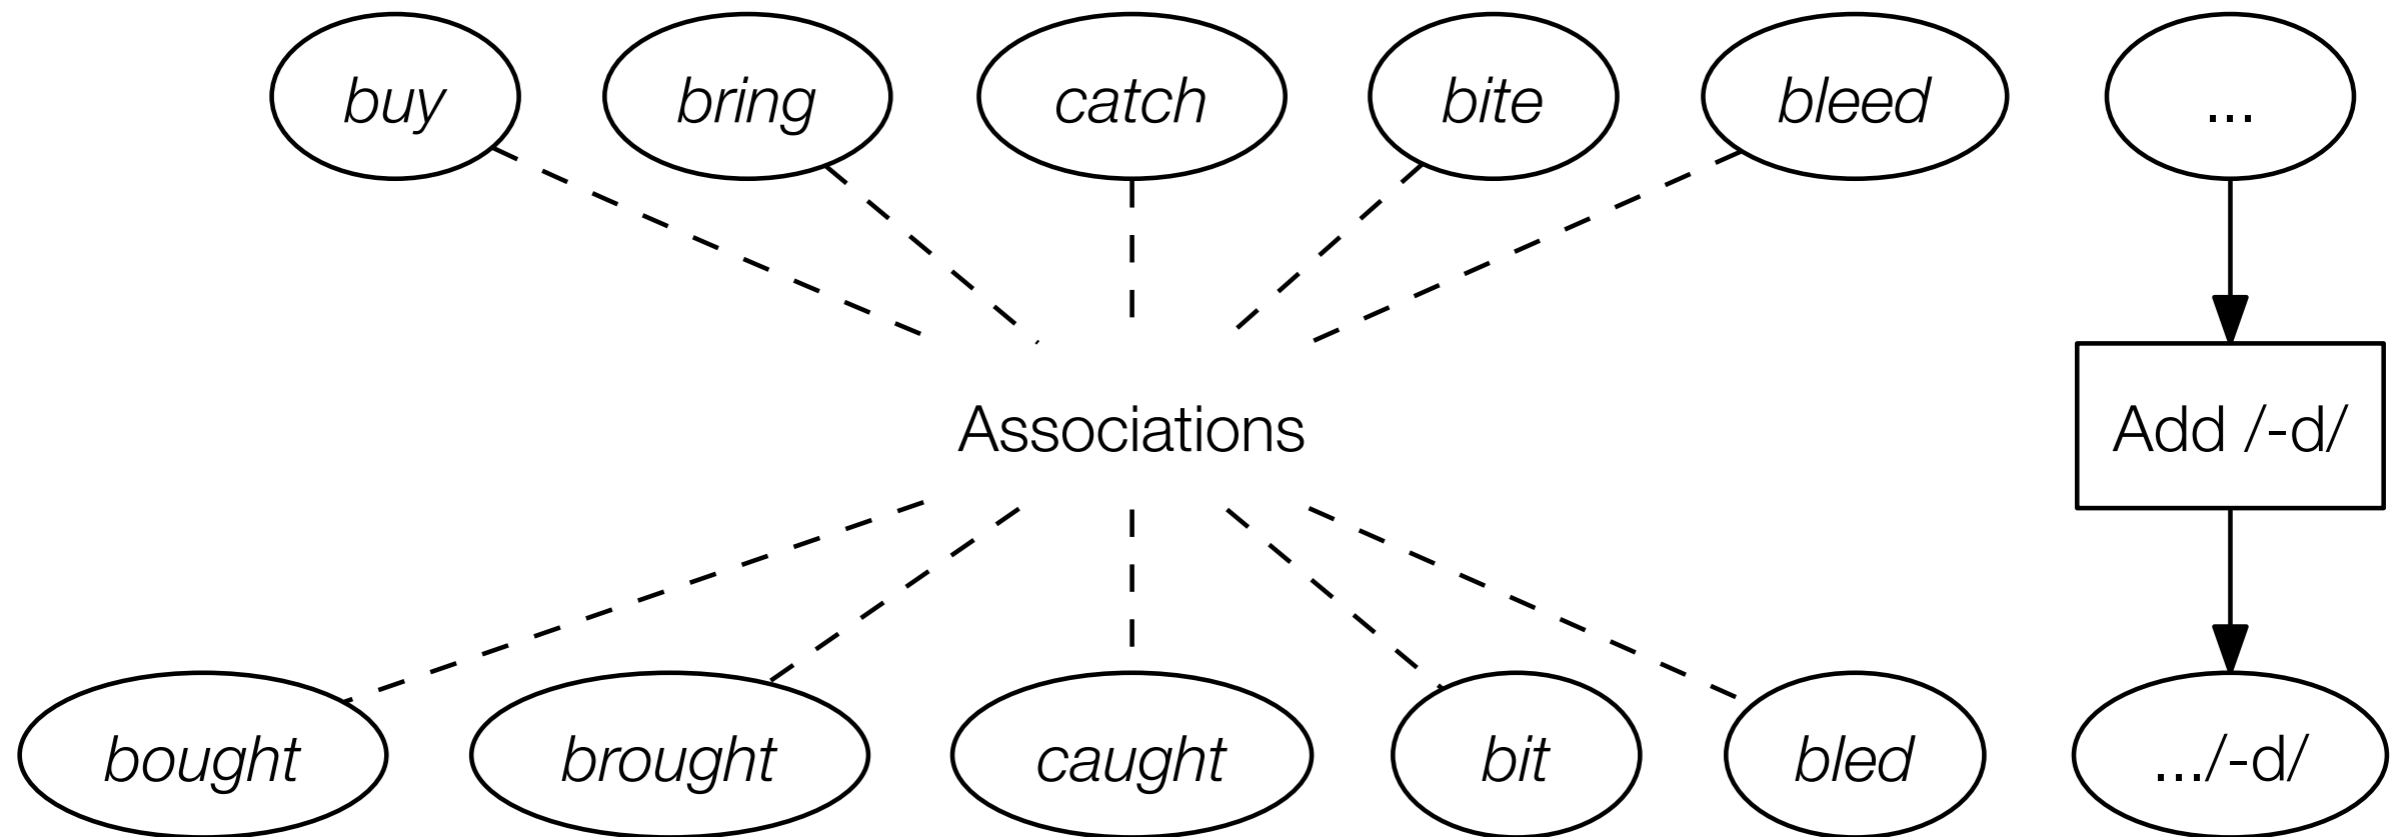 buy bring catch bite bleed ...
Associations Add /-d/
bought brought caught bit bled .../-d/